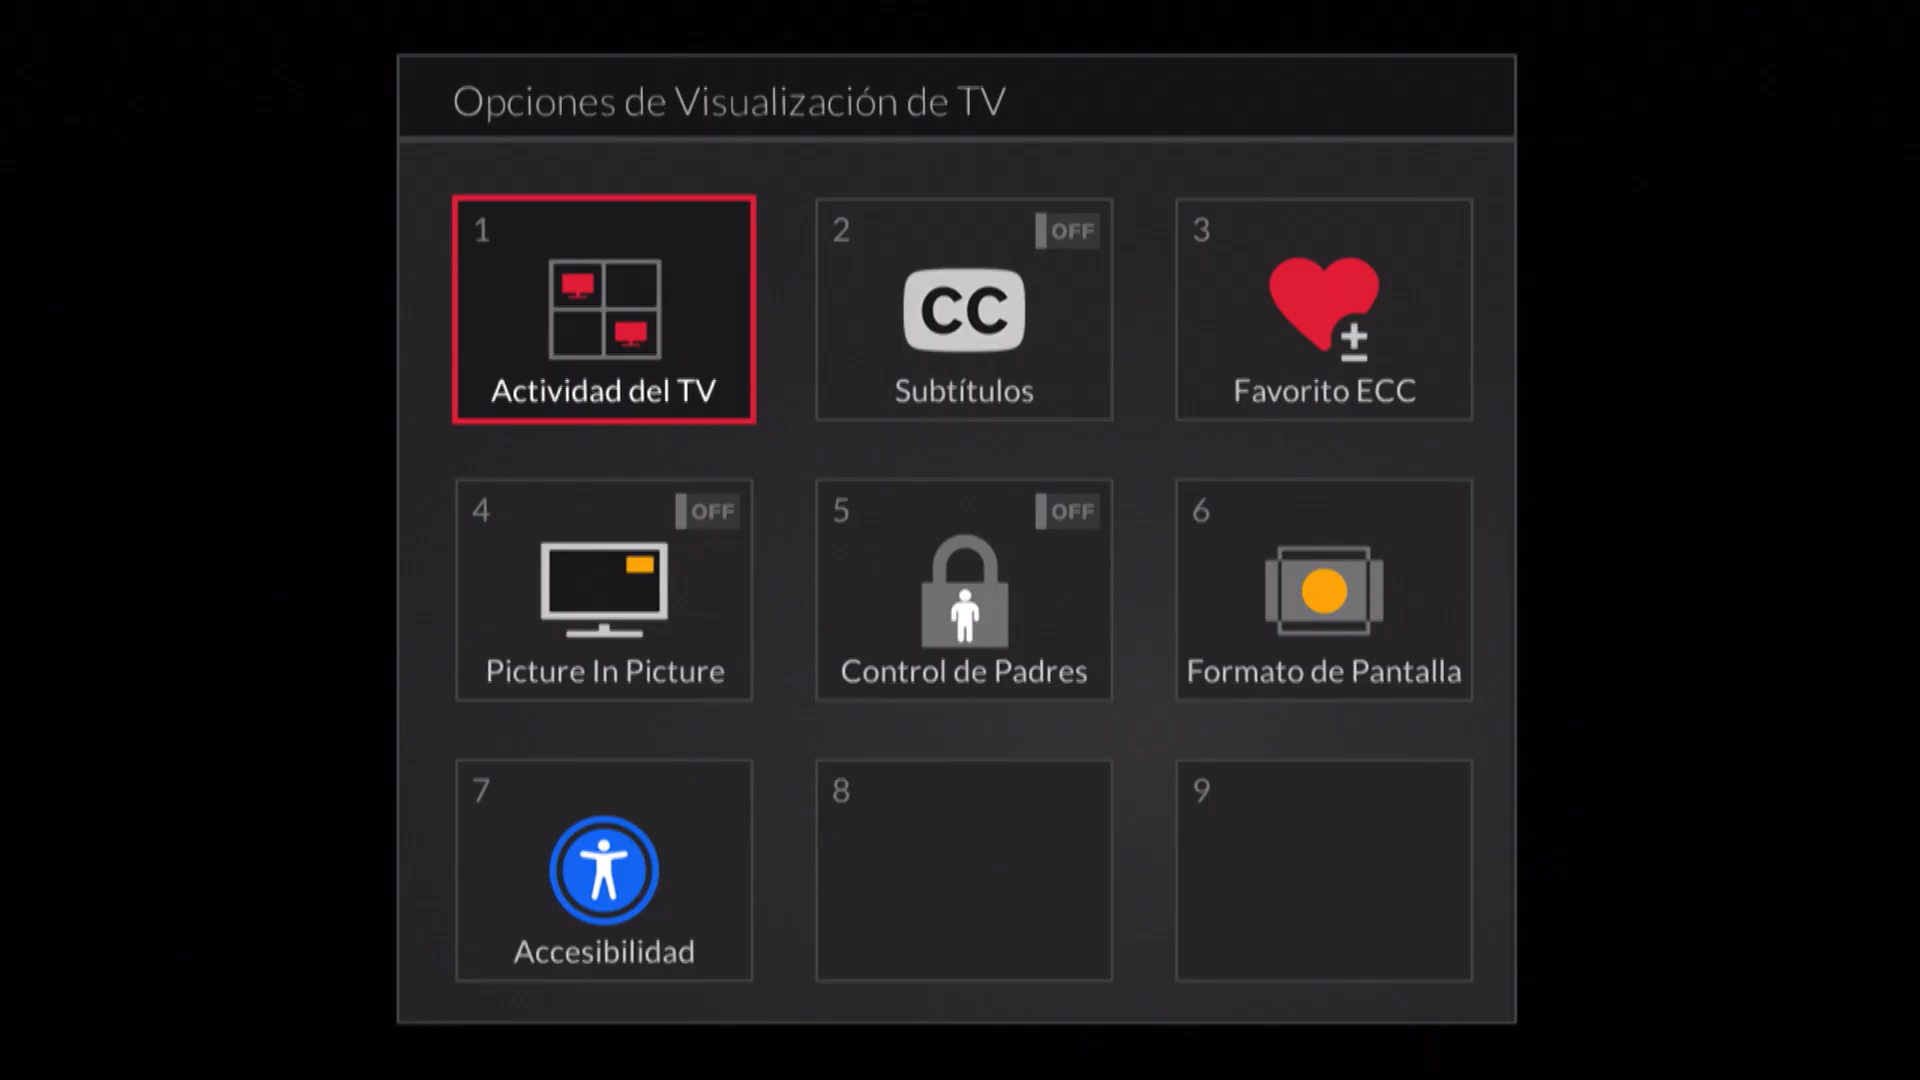 Opciones de Visualización de TV
1
Actividad del TV
2
OFF
CC
Subtítulos
3
Favorito ECC
4
OFF
Picture In Picture
5
OFF
Control de Padres
6
Formato de Pantalla
7
Accesibilidad
8
9